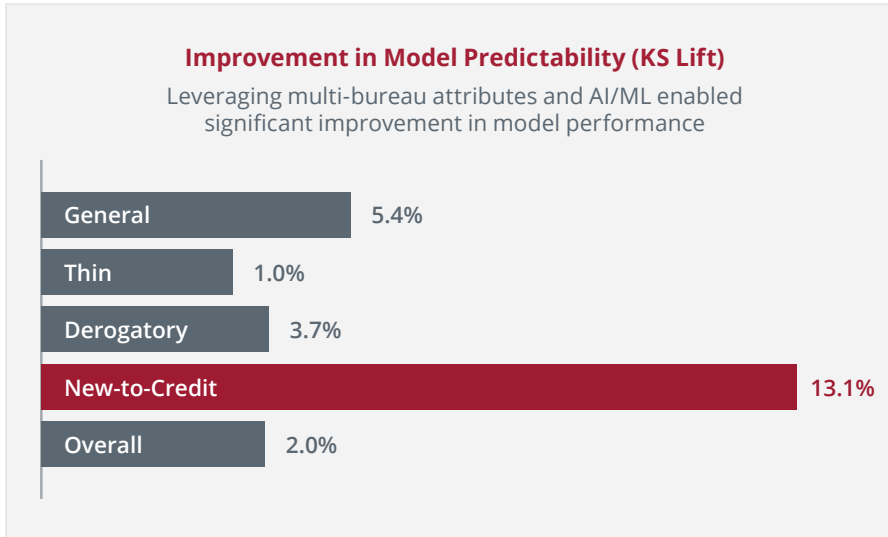 Improvement in Model Predictability (KS Lift)
Leveraging multi-bureau attributes and AI/ML enabled
significant improvement in model performance
General 5.4%
Thin 1.0%
Derogatory 3.7%
New-to-Credit 13.1%
Overall 2.0%